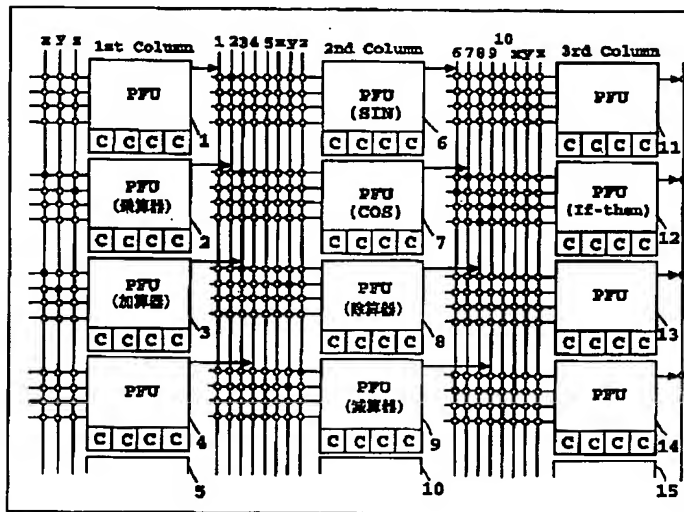 x y z 1st Column 1 2 3 4 5 x y z 2nd Column 6 7 8 9 10 x y z 3rd Column
PFU
C C C C
1
PFU
(SIN)
C C C C
6
PFU
C C C C
11
PFU
(乗算器)
C C C C
2
PFU
(COS)
C C C C
7
PFU
(If-then)
C C C C
12
PFU
(加算器)
C C C C
3
PFU
(除算器)
C C C C
8
PFU
C C C C
13
PFU
C C C C
4
PFU
(減算器)
C C C C
9
PFU
C C C C
14
5
10
15